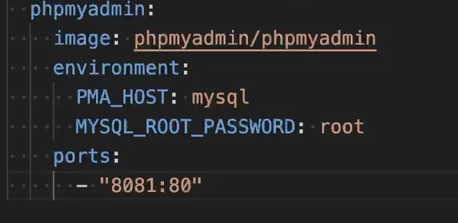 phpmyadmin:
image: phpmyadmin/phpmyadmin
environment:
PMA_HOST: mysql
MYSQL_ROOT_PASSWORD: root
ports:
- "8081:80"